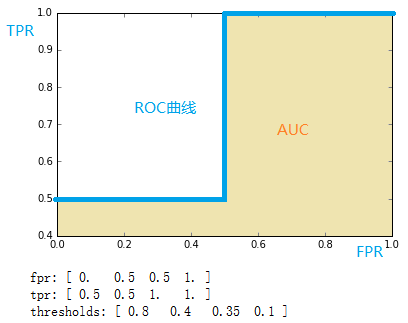 TPR
1.0
0.9
0.8
0.7
0.6
0.5
0.4
ROC曲线
AUC
0.0 0.2 0.4 0.6 0.8 1.0
FPR
fpr: [ 0. 0.5 0.5 1. ]
tpr: [ 0.5 0.5 1. 1. ]
thresholds: [ 0.8 0.4 0.35 0.1 ]